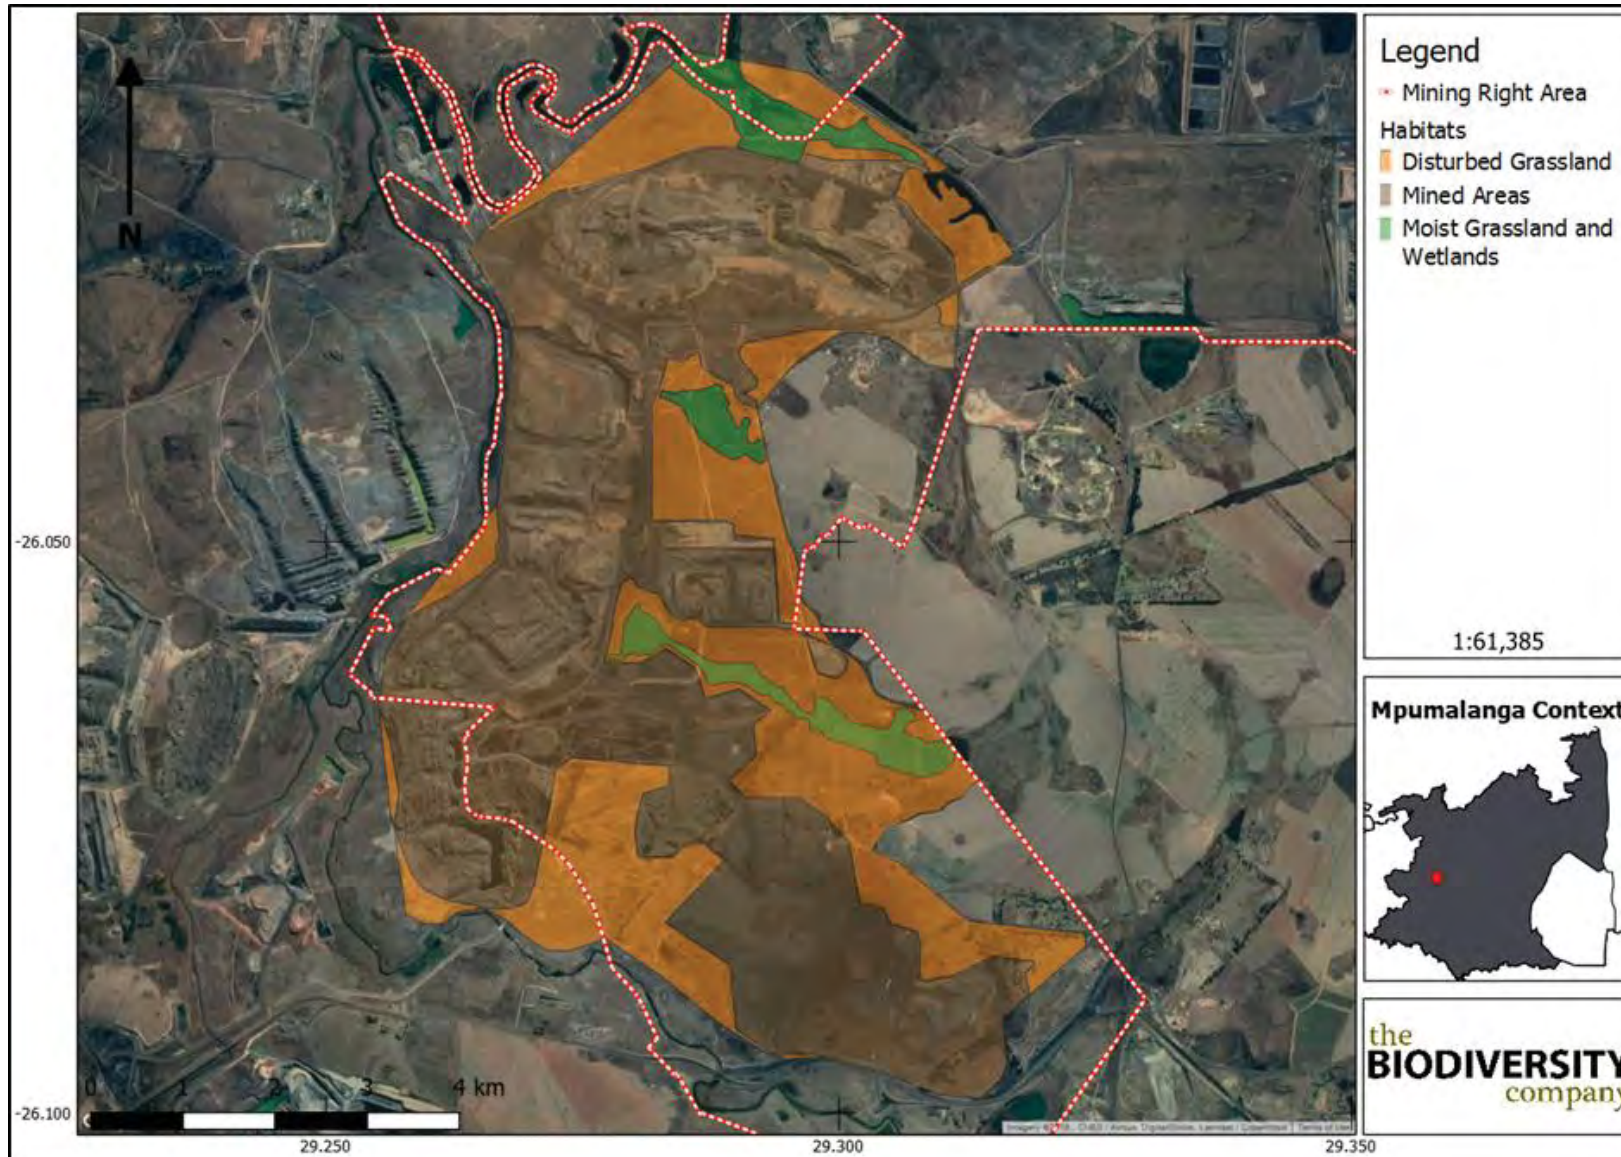 N
-26.050
-26.100
0 1 2 3 4 km
29.250
29.300
29.350
Legend
Mining Right Area
Habitats
Disturbed Grassland
Mined Areas
Moist Grassland and
Wetlands
1:61,385
Mpumalanga Context
the
BIODIVERSITY
company